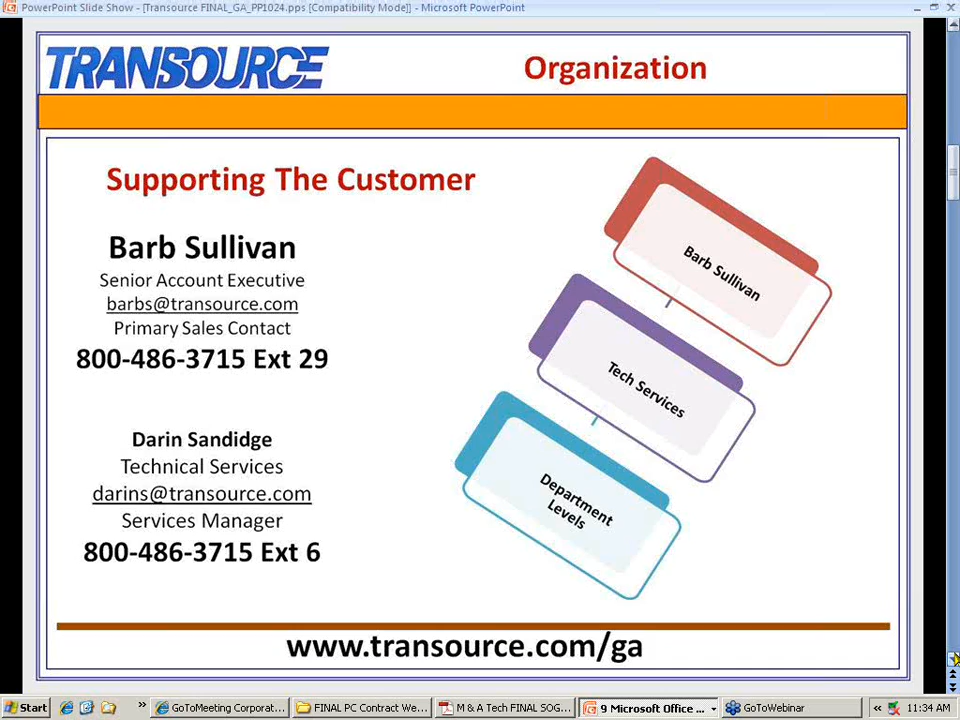 PowerPoint Slide Show - [Transource FINAL_GA_PP1024.pps [Compatibility Mode]] - Microsoft PowerPoint
TRANSOURCE
Organization
Supporting The Customer
Barb Sullivan
Senior Account Executive
barbs@transource.com
Primary Sales Contact
800-486-3715 Ext 29
Darin Sandidge
Technical Services
darins@transource.com
Services Manager
800-486-3715 Ext 6
Barb Sullivan
Tech Services
Department
Levels
www.transource.com/ga
Start
»
GoToMeeting Corporat...
FINAL PC Contract We...
M & A Tech FINAL SOG...
9 Microsoft Office ...
GoToWebinar
«
11:34 AM